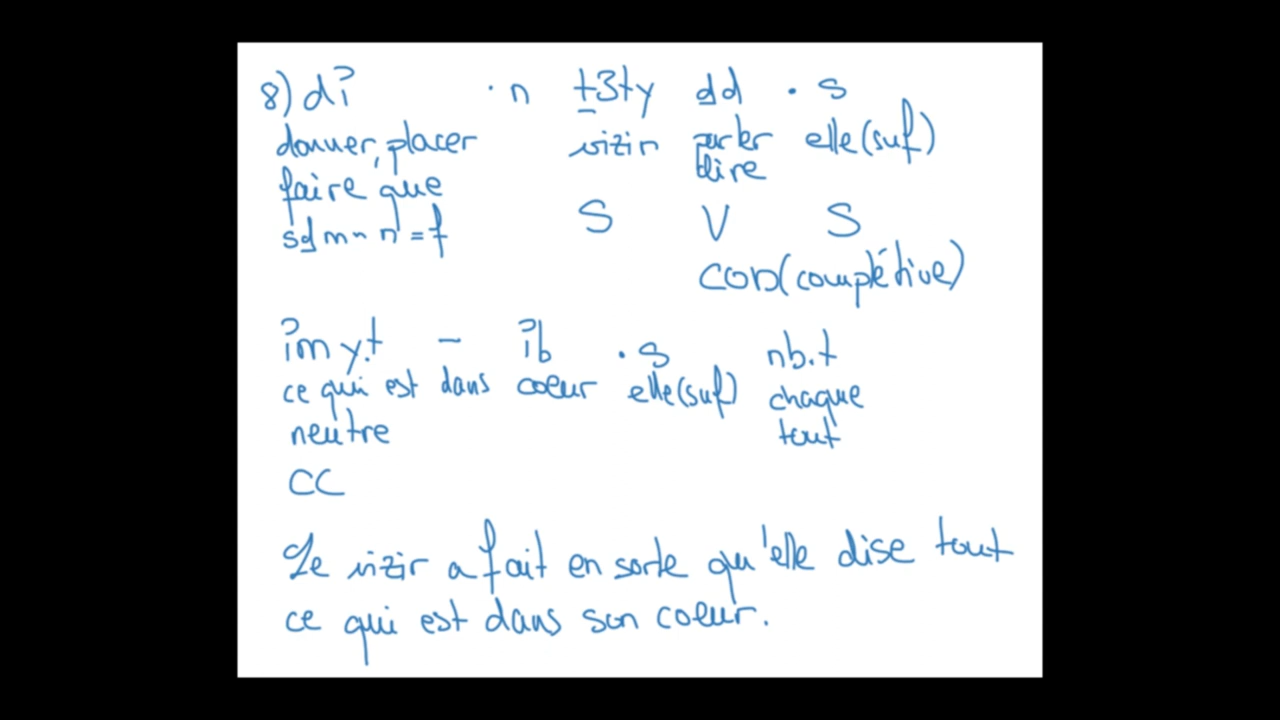 8) di · n ṯ3ty dd · s
donner, placer vizir parler elle (suf)
faire que dire
sdm n = f S V S
COD (complétive)
imy.t - ib · s nb.t
ce qui est dans coeur elle (suf) chaque
neutre tout
CC
Le vizir a fait en sorte qu'elle dise tout
ce qui est dans son coeur.